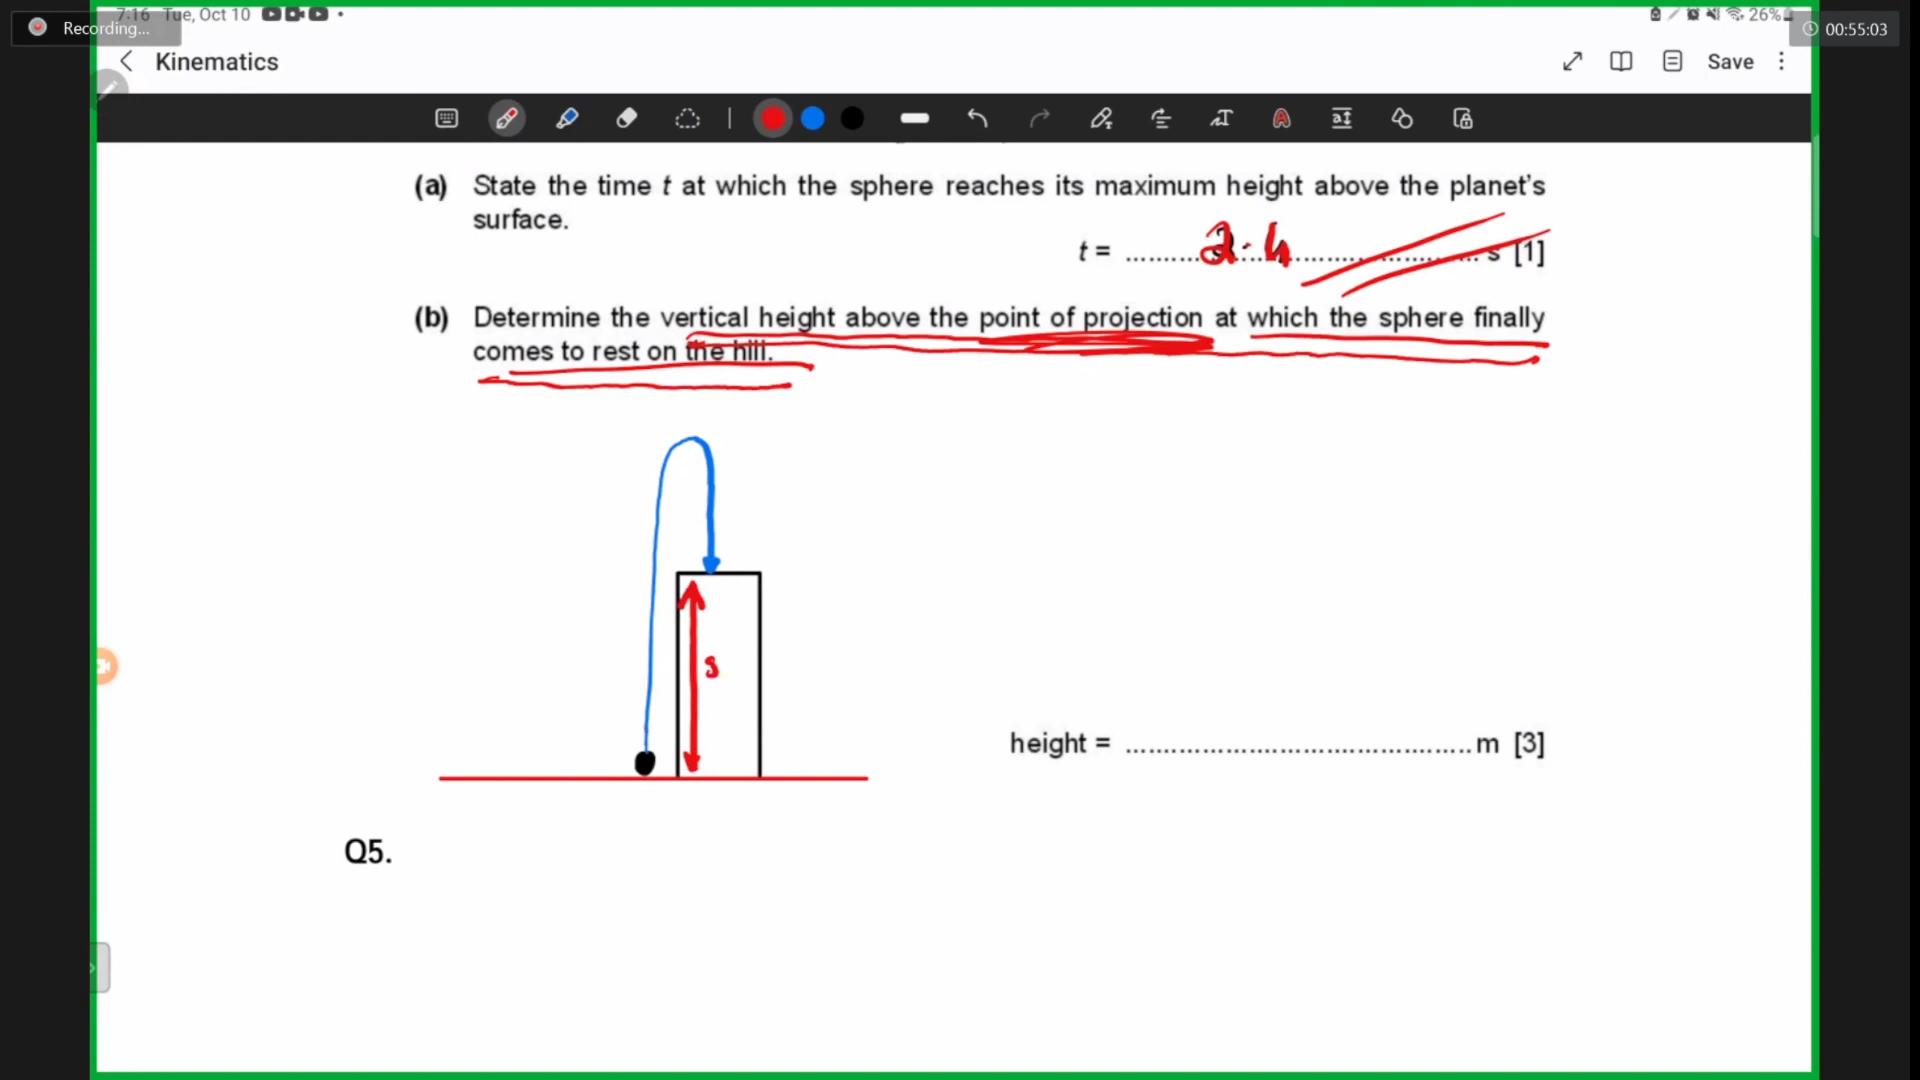 7:16 Tue, Oct 10
26%
Recording...
00:55:03
Kinematics
Save
(a) State the time t at which the sphere reaches its maximum height above the planet's
surface.
t = .......... 2.4 .......... s [1]
(b) Determine the vertical height above the point of projection at which the sphere finally
comes to rest on the hill.
s
height = .......................................... m [3]
Q5.